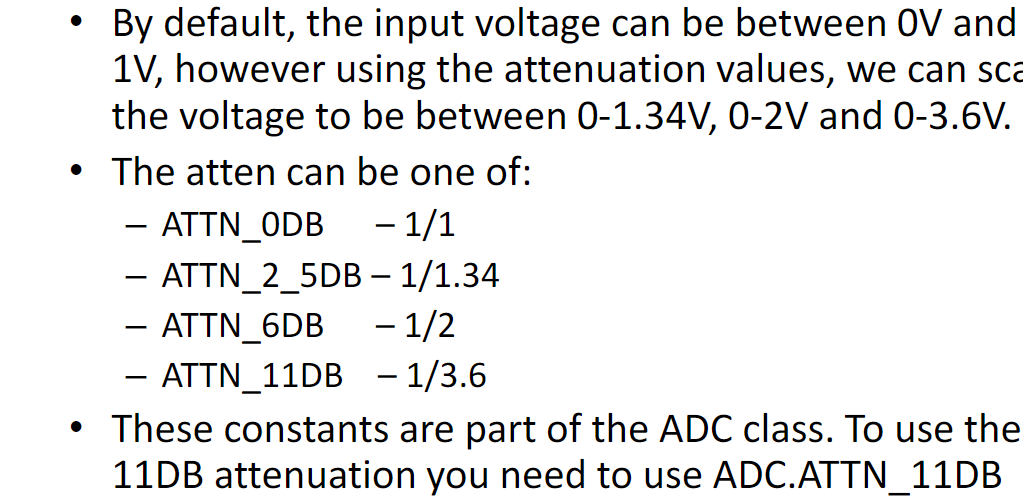 • By default, the input voltage can be between 0V and
1V, however using the attenuation values, we can
the voltage to be between 0-1.34V, 0-2V and 0-3.6V.
• The atten can be one of:
– ATTN_0DB – 1/1
– ATTN_2_5DB – 1/1.34
– ATTN_6DB – 1/2
– ATTN_11DB – 1/3.6
• These constants are part of the ADC class. To use the
11DB attenuation you need to use ADC.ATTN_11DB